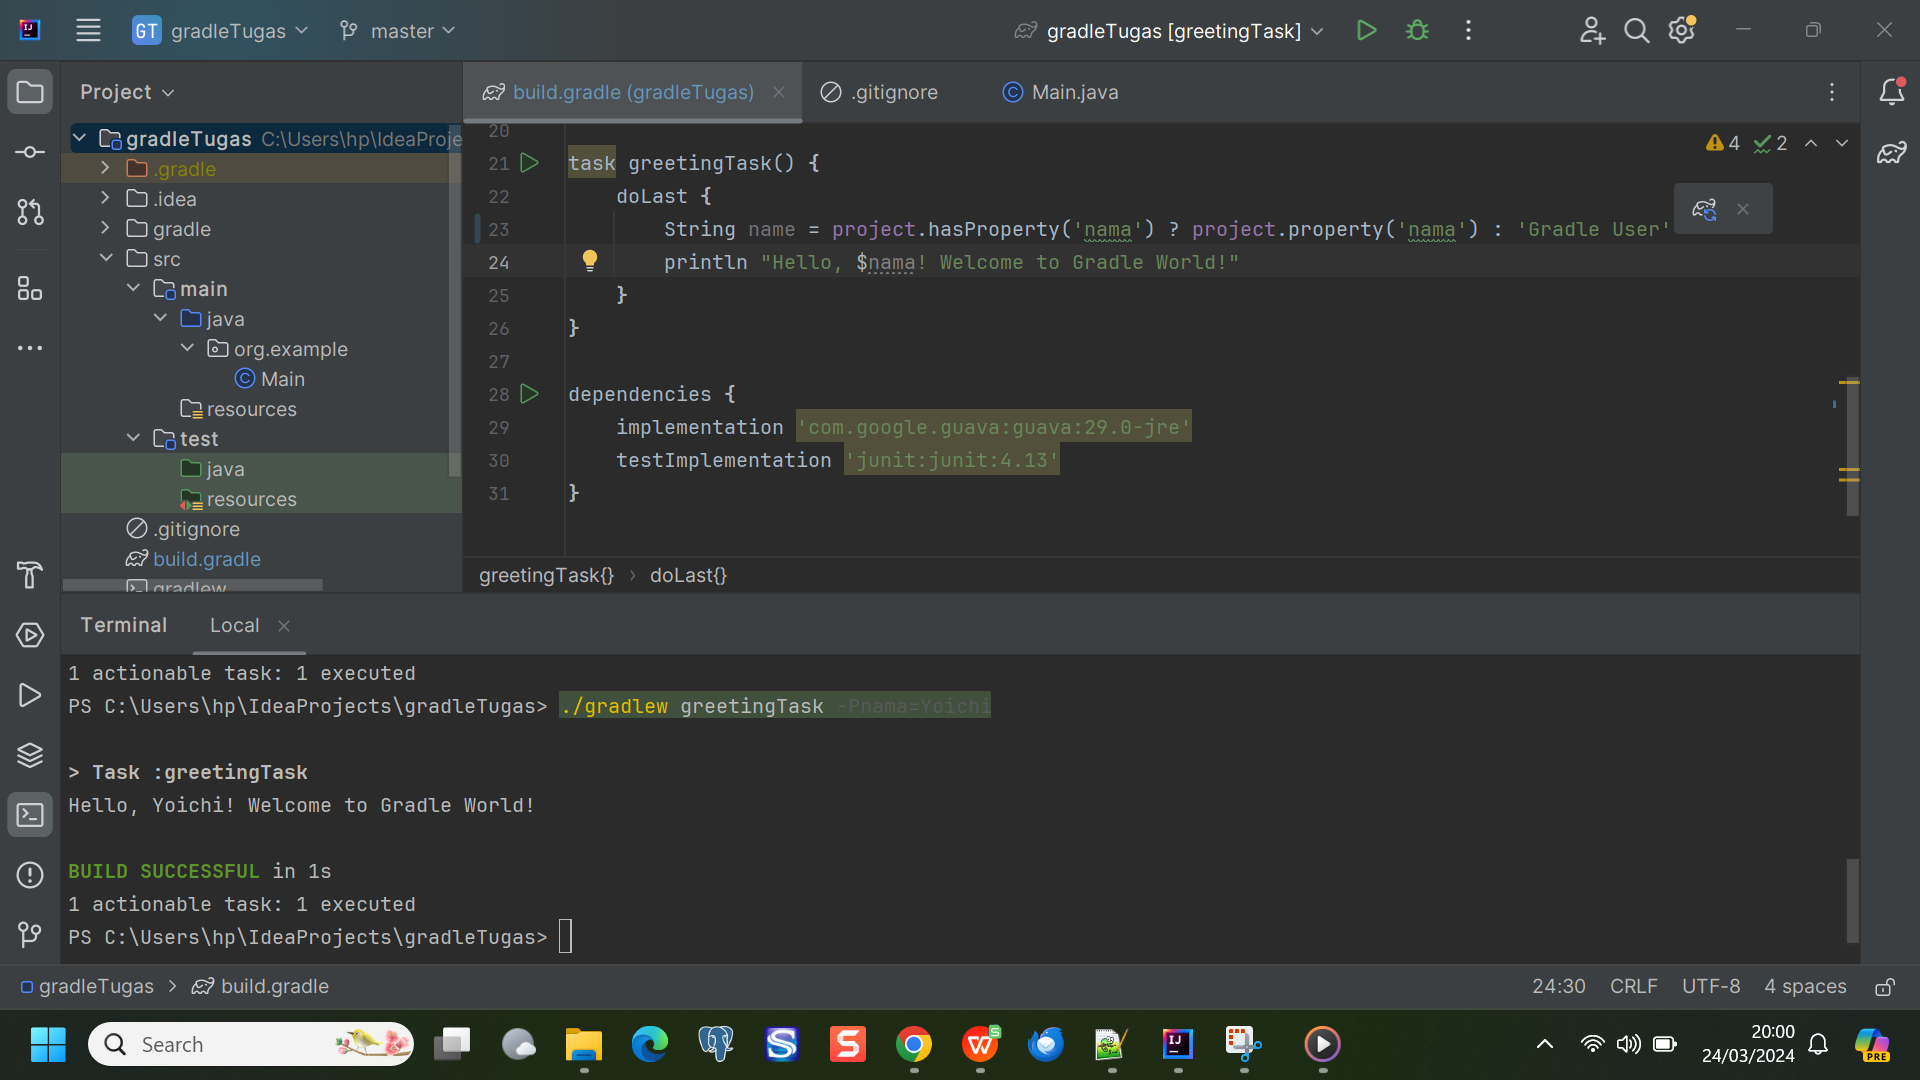 GT gradleTugas master gradleTugas [greetingTask]
Project
build.gradle (gradleTugas) .gitignore Main.java
gradleTugas C:\Users\hp\IdeaProje
.gradle
.idea
gradle
src
main
java
org.example
Main
resources
test
java
resources
.gitignore
build.gradle
gradlew
4 2
20
21 task greetingTask() {
22 doLast {
23 String name = project.hasProperty('nama') ? project.property('nama') : 'Gradle User'
24 println "Hello, $nama! Welcome to Gradle World!"
25 }
26 }
27
28 dependencies {
29 implementation 'com.google.guava:guava:29.0-jre'
30 testImplementation 'junit:junit:4.13'
31 }
greetingTask{} › doLast{}
Terminal Local
1 actionable task: 1 executed
PS C:\Users\hp\IdeaProjects\gradleTugas> ./gradlew greetingTask -Pnama=Yoichi
> Task :greetingTask
Hello, Yoichi! Welcome to Gradle World!
BUILD SUCCESSFUL in 1s
1 actionable task: 1 executed
PS C:\Users\hp\IdeaProjects\gradleTugas>
gradleTugas > build.gradle 24:30 CRLF UTF-8 4 spaces
Search
20:00
24/03/2024
PRE